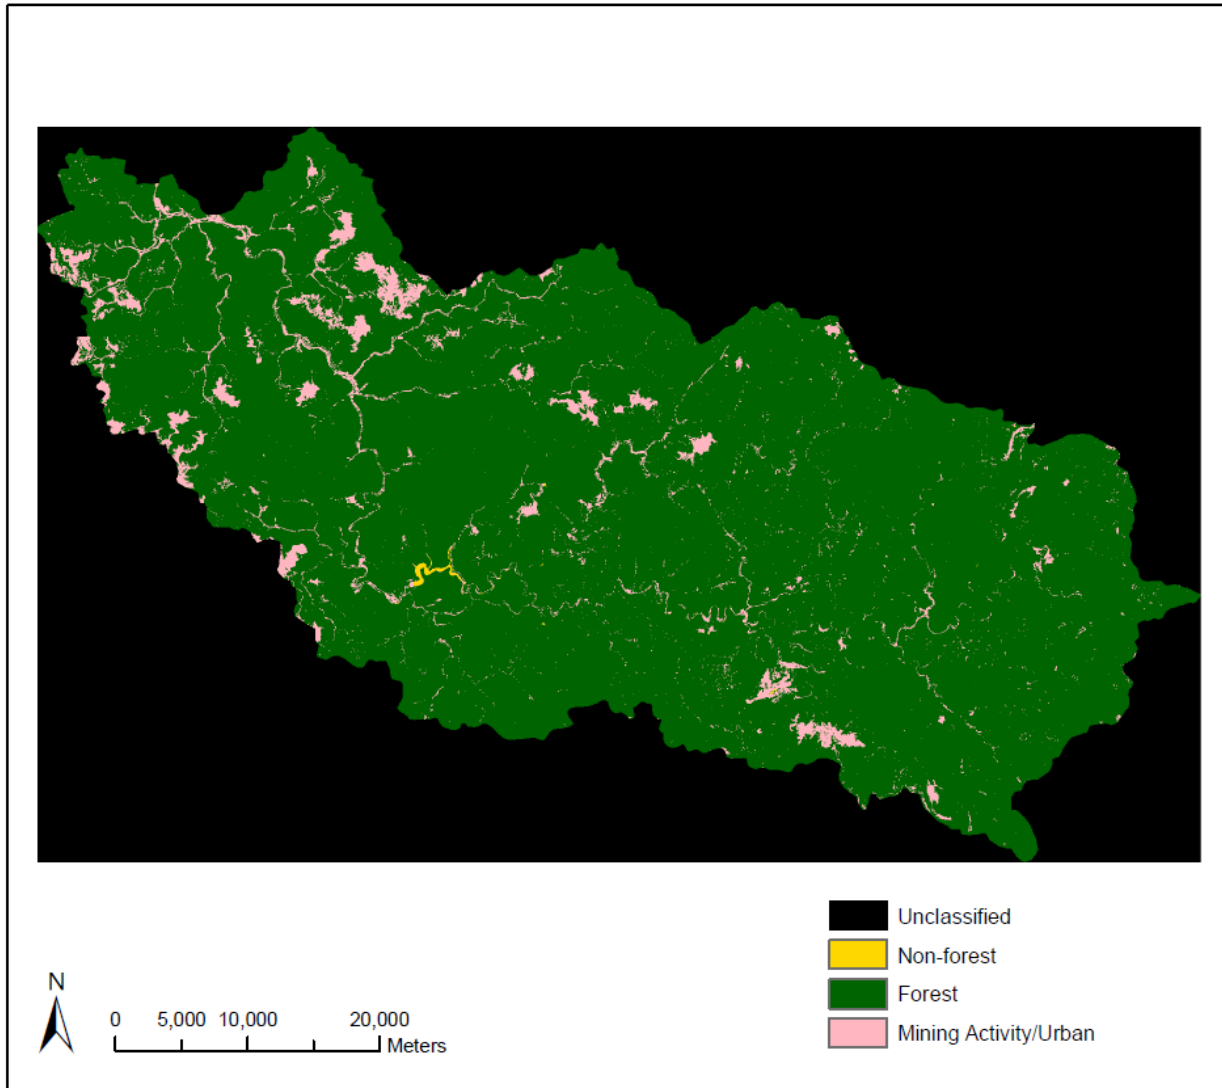 Unclassified
Non-forest
Forest
Mining Activity/Urban
N
0 5,000 10,000 20,000
Meters